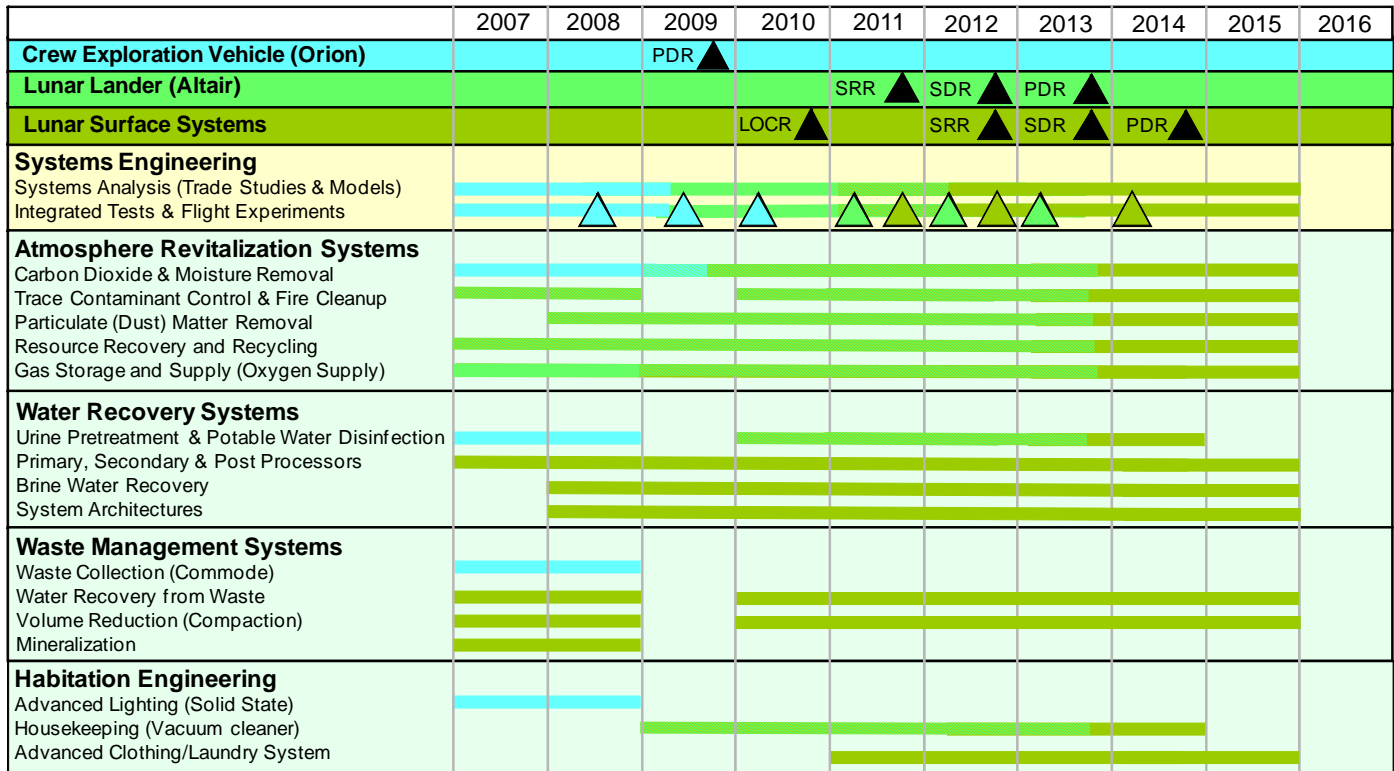 2007 2008 2009 2010 2011 2012 2013 2014 2015 2016
Crew Exploration Vehicle (Orion) PDR
Lunar Lander (Altair) SRR SDR PDR
Lunar Surface Systems LOCR SRR SDR PDR
Systems Engineering
Systems Analysis (Trade Studies & Models)
Integrated Tests & Flight Experiments
Atmosphere Revitalization Systems
Carbon Dioxide & Moisture Removal
Trace Contaminant Control & Fire Cleanup
Particulate (Dust) Matter Removal
Resource Recovery and Recycling
Gas Storage and Supply (Oxygen Supply)
Water Recovery Systems
Urine Pretreatment & Potable Water Disinfection
Primary, Secondary & Post Processors
Brine Water Recovery
System Architectures
Waste Management Systems
Waste Collection (Commode)
Water Recovery from Waste
Volume Reduction (Compaction)
Mineralization
Habitation Engineering
Advanced Lighting (Solid State)
Housekeeping (Vacuum cleaner)
Advanced Clothing/Laundry System